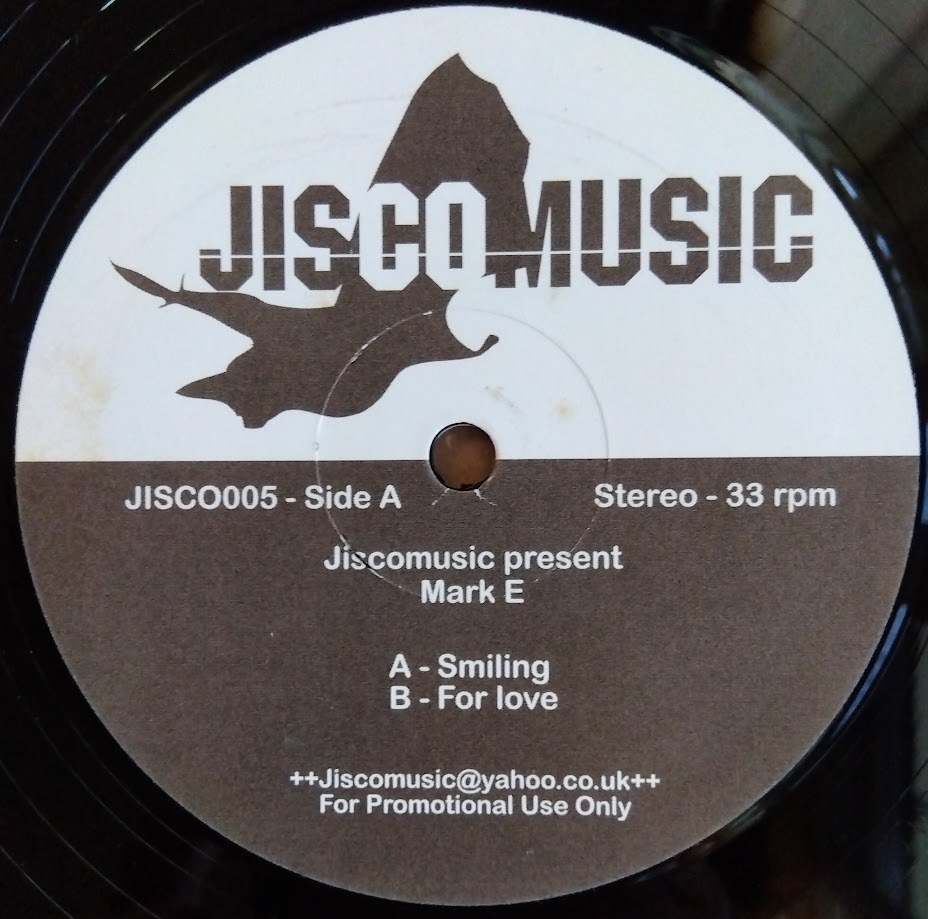 JISCOMUSIC
JISCO005 - Side A
Stereo - 33 rpm
Jiscomusic present
Mark E
A - Smiling
B - For love
++Jiscomusic@yahoo.co.uk++
For Promotional Use Only